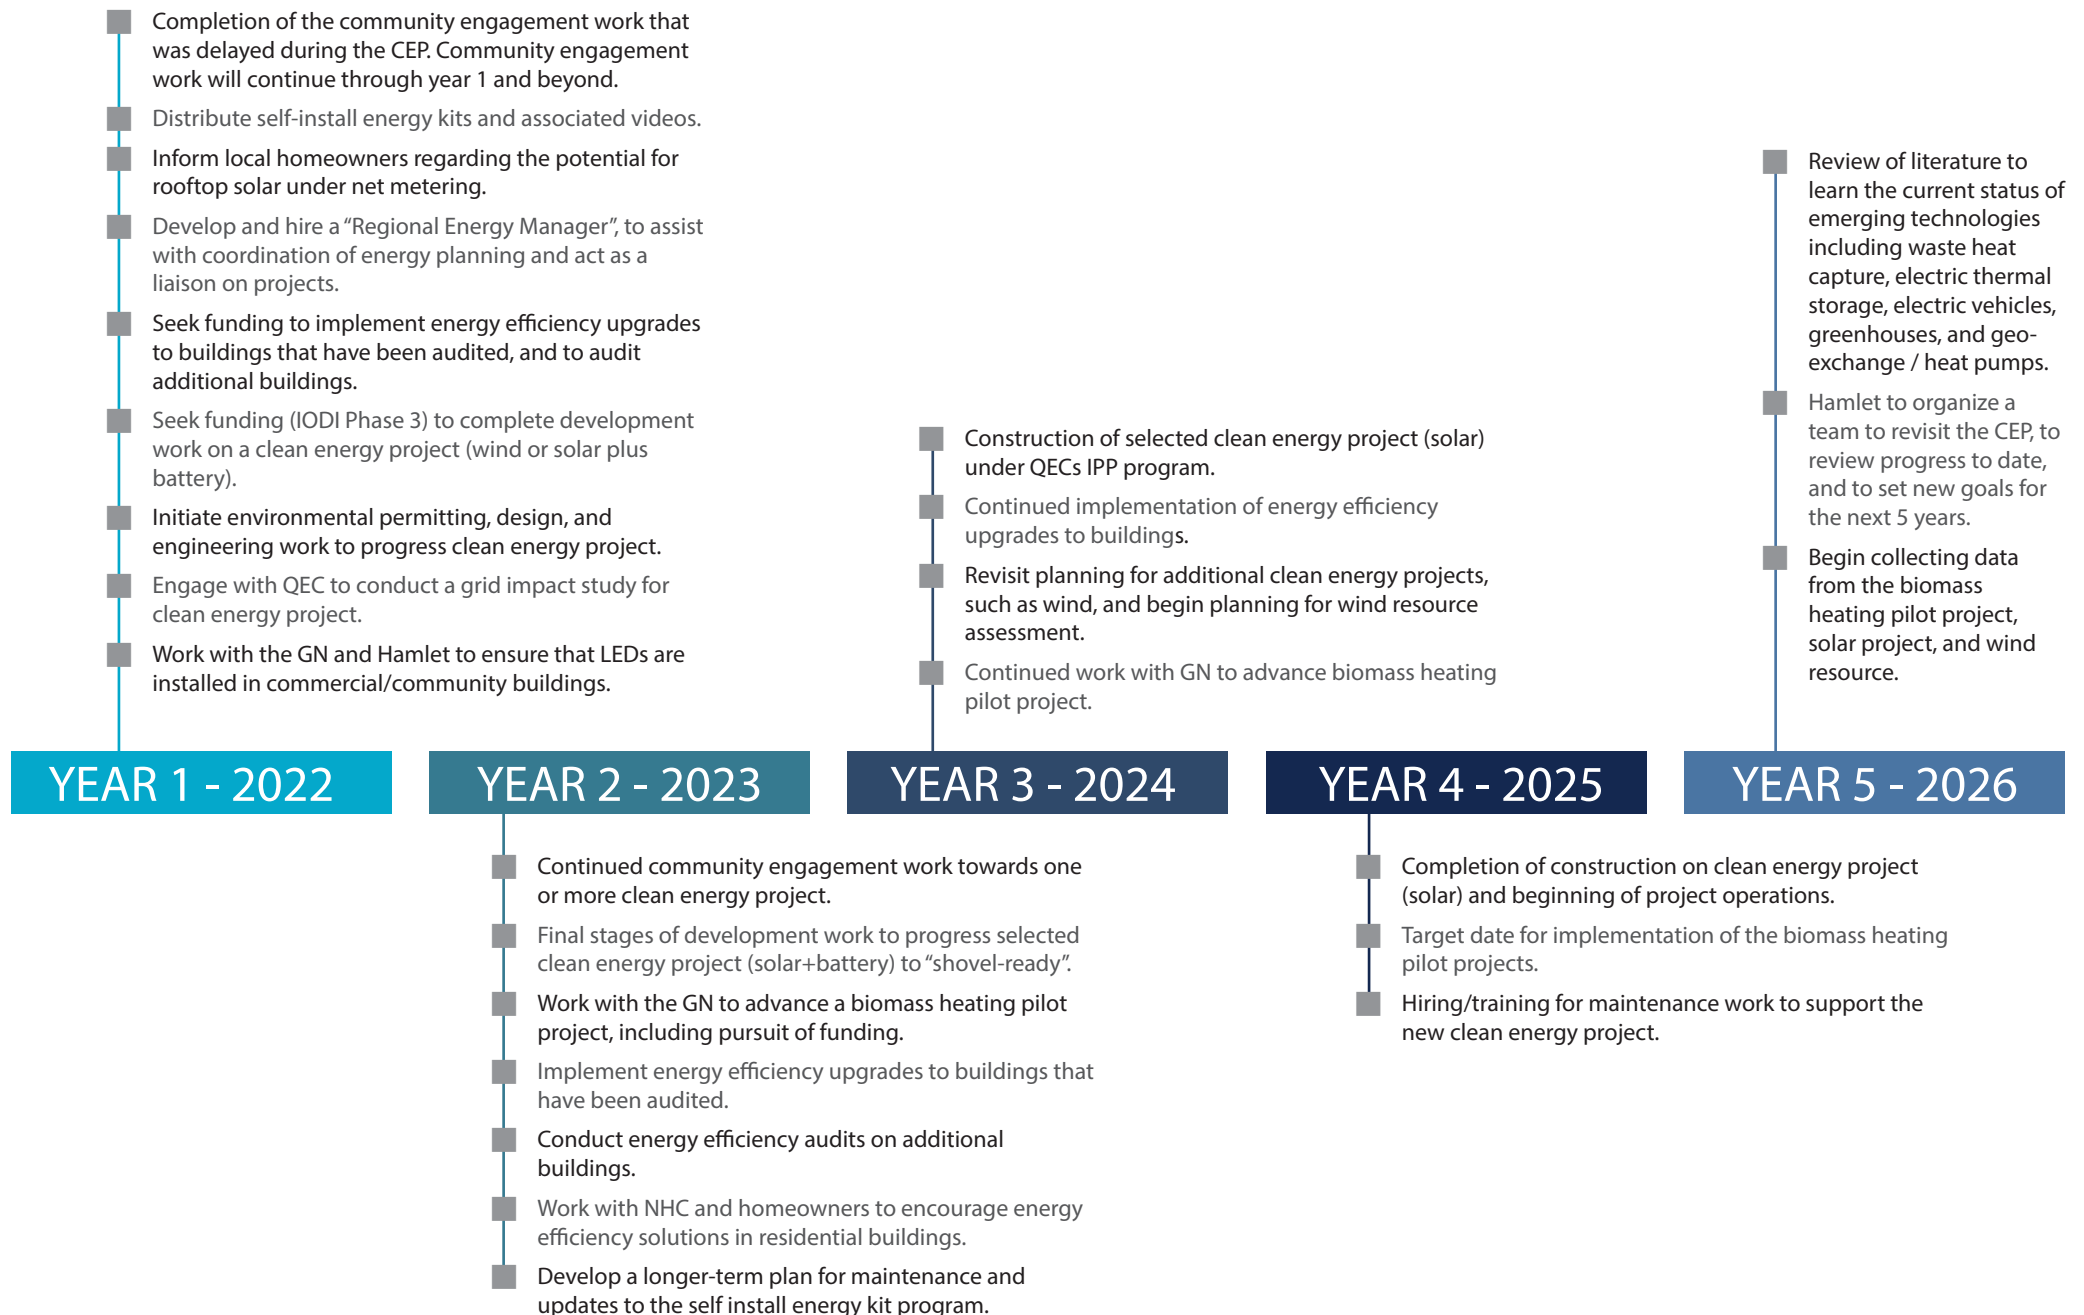 Completion of the community engagement work that
was delayed during the CEP. Community engagement
work will continue through year 1 and beyond.
Distribute self-install energy kits and associated videos.
Inform local homeowners regarding the potential for
rooftop solar under net metering.
Develop and hire a “Regional Energy Manager”, to assist
with coordination of energy planning and act as a
liaison on projects.
Seek funding to implement energy efficiency upgrades
to buildings that have been audited, and to audit
additional buildings.
Seek funding (IODI Phase 3) to complete development
work on a clean energy project (wind or solar plus
battery).
Initiate environmental permitting, design, and
engineering work to progress clean energy project.
Engage with QEC to conduct a grid impact study for
clean energy project.
Work with the GN and Hamlet to ensure that LEDs are
installed in commercial/community buildings.
YEAR 1 - 2022
YEAR 2 - 2023
Continued community engagement work towards one
or more clean energy project.
Final stages of development work to progress selected
clean energy project (solar+battery) to “shovel-ready”.
Work with the GN to advance a biomass heating pilot
project, including pursuit of funding.
Implement energy efficiency upgrades to buildings that
have been audited.
Conduct energy efficiency audits on additional
buildings.
Work with NHC and homeowners to encourage energy
efficiency solutions in residential buildings.
Develop a longer-term plan for maintenance and
updates to the self install energy kit program.
Construction of selected clean energy project (solar)
under QECs IPP program.
Continued implementation of energy efficiency
upgrades to buildings.
Revisit planning for additional clean energy projects,
such as wind, and begin planning for wind resource
assessment.
Continued work with GN to advance biomass heating
pilot project.
YEAR 3 - 2024
YEAR 4 - 2025
Completion of construction on clean energy project
(solar) and beginning of project operations.
Target date for implementation of the biomass heating
pilot projects.
Hiring/training for maintenance work to support the
new clean energy project.
Review of literature to
learn the current status of
emerging technologies
including waste heat
capture, electric thermal
storage, electric vehicles,
greenhouses, and geo-
exchange / heat pumps.
Hamlet to organize a
team to revisit the CEP, to
review progress to date,
and to set new goals for
the next 5 years.
Begin collecting data
from the biomass
heating pilot project,
solar project, and wind
resource.
YEAR 5 - 2026